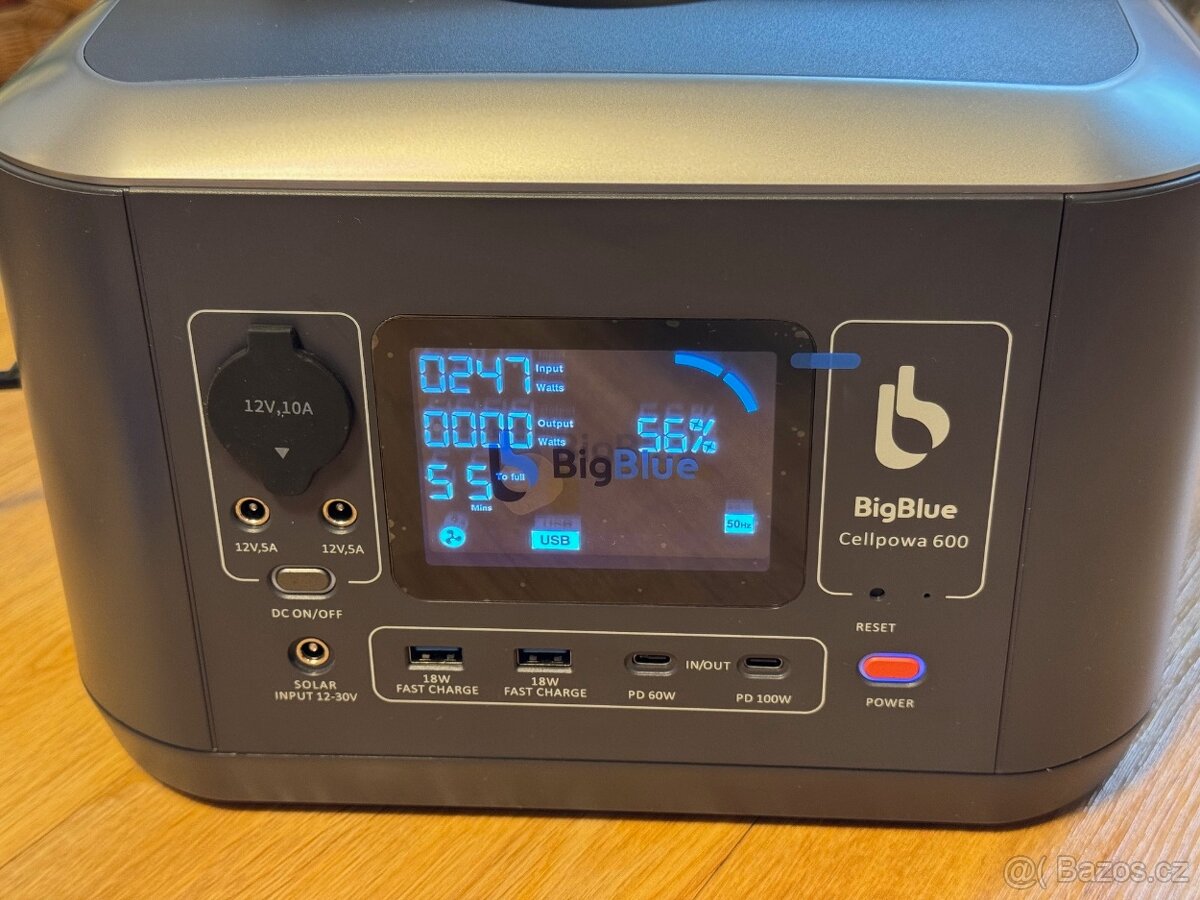 12V,10A
12V,5A
12V,5A
DC ON/OFF
SOLAR
INPUT 12-30V
0247 Input
Watts
0000 Output
Watts
56%
55 To full
Mins
BigBlue
USB
50Hz
18W
FAST CHARGE
18W
FAST CHARGE
PD 60W
IN/OUT
PD 100W
BigBlue
Cellpowa 600
RESET
POWER
@( Bazos.cz